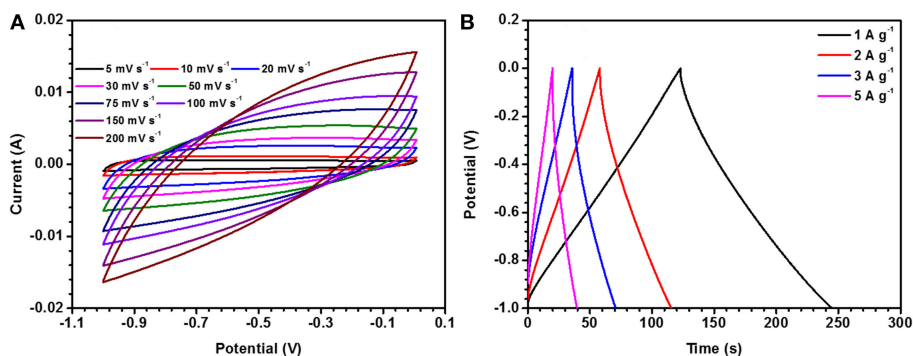 A
0.02
0.01
0.00
-0.01
-0.02
Current (A)
5 mV s⁻¹ 10 mV s⁻¹ 20 mV s⁻¹
30 mV s⁻¹ 50 mV s⁻¹
75 mV s⁻¹ 100 mV s⁻¹
150 mV s⁻¹
200 mV s⁻¹
-1.1 -0.9 -0.7 -0.5 -0.3 -0.1 0.1
Potential (V)
B
0.0
-0.2
-0.4
-0.6
-0.8
-1.0
Potential (V)
1 A g⁻¹
2 A g⁻¹
3 A g⁻¹
5 A g⁻¹
0 50 100 150 200 250 300
Time (s)